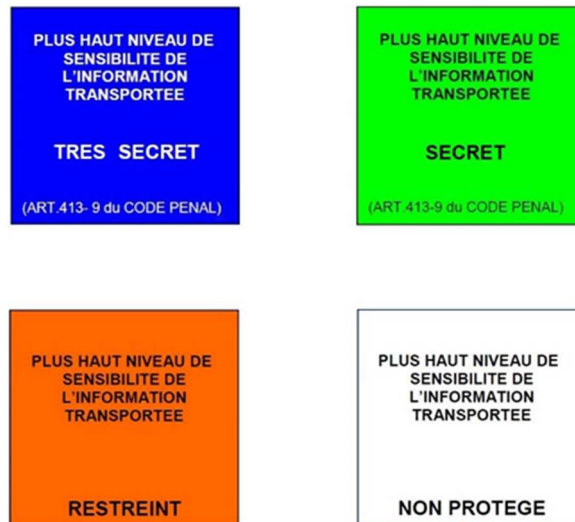 PLUS HAUT NIVEAU DE
SENSIBILITE DE
L'INFORMATION
TRANSPORTEE
TRES SECRET
(ART.413- 9 du CODE PENAL)
PLUS HAUT NIVEAU DE
SENSIBILITE DE
L'INFORMATION
TRANSPORTEE
SECRET
(ART.413-9 du CODE PENAL)
PLUS HAUT NIVEAU DE
SENSIBILITE DE
L'INFORMATION
TRANSPORTEE
RESTREINT
PLUS HAUT NIVEAU DE
SENSIBILITE DE
L'INFORMATION
TRANSPORTEE
NON PROTEGE